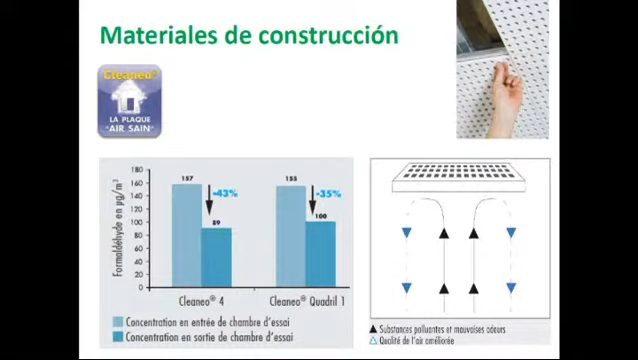 Materiales de construcción
Cleaneo®
LA PLAQUE
"AIR SAIN"
Formaldéhyde en µg/m³
180
160
140
120
100
80
60
40
20
0
157
-43%
89
155
-35%
100
Cleaneo® 4
Cleaneo® Quadril 1
Concentration en entrée de chambre d'essai
Concentration en sortie de chambre d'essai
Substances polluantes et mauvaises odeurs
Qualité de l'air améliorée